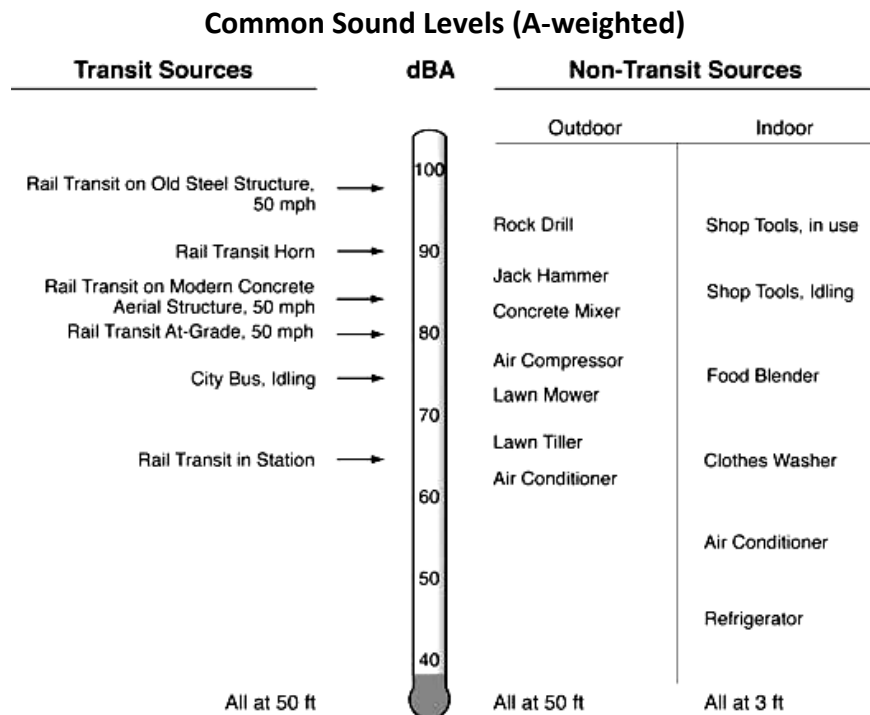 Common Sound Levels (A-weighted)
Transit Sources
dBA
Non-Transit Sources
Outdoor
Indoor
Rail Transit on Old Steel Structure,
50 mph
Rail Transit Horn
Rail Transit on Modern Concrete
Aerial Structure, 50 mph
Rail Transit At-Grade, 50 mph
City Bus, Idling
Rail Transit in Station
All at 50 ft
100
90
80
70
60
50
40
Rock Drill
Jack Hammer
Concrete Mixer
Air Compressor
Lawn Mower
Lawn Tiller
Air Conditioner
All at 50 ft
Shop Tools, in use
Shop Tools, Idling
Food Blender
Clothes Washer
Air Conditioner
Refrigerator
All at 3 ft